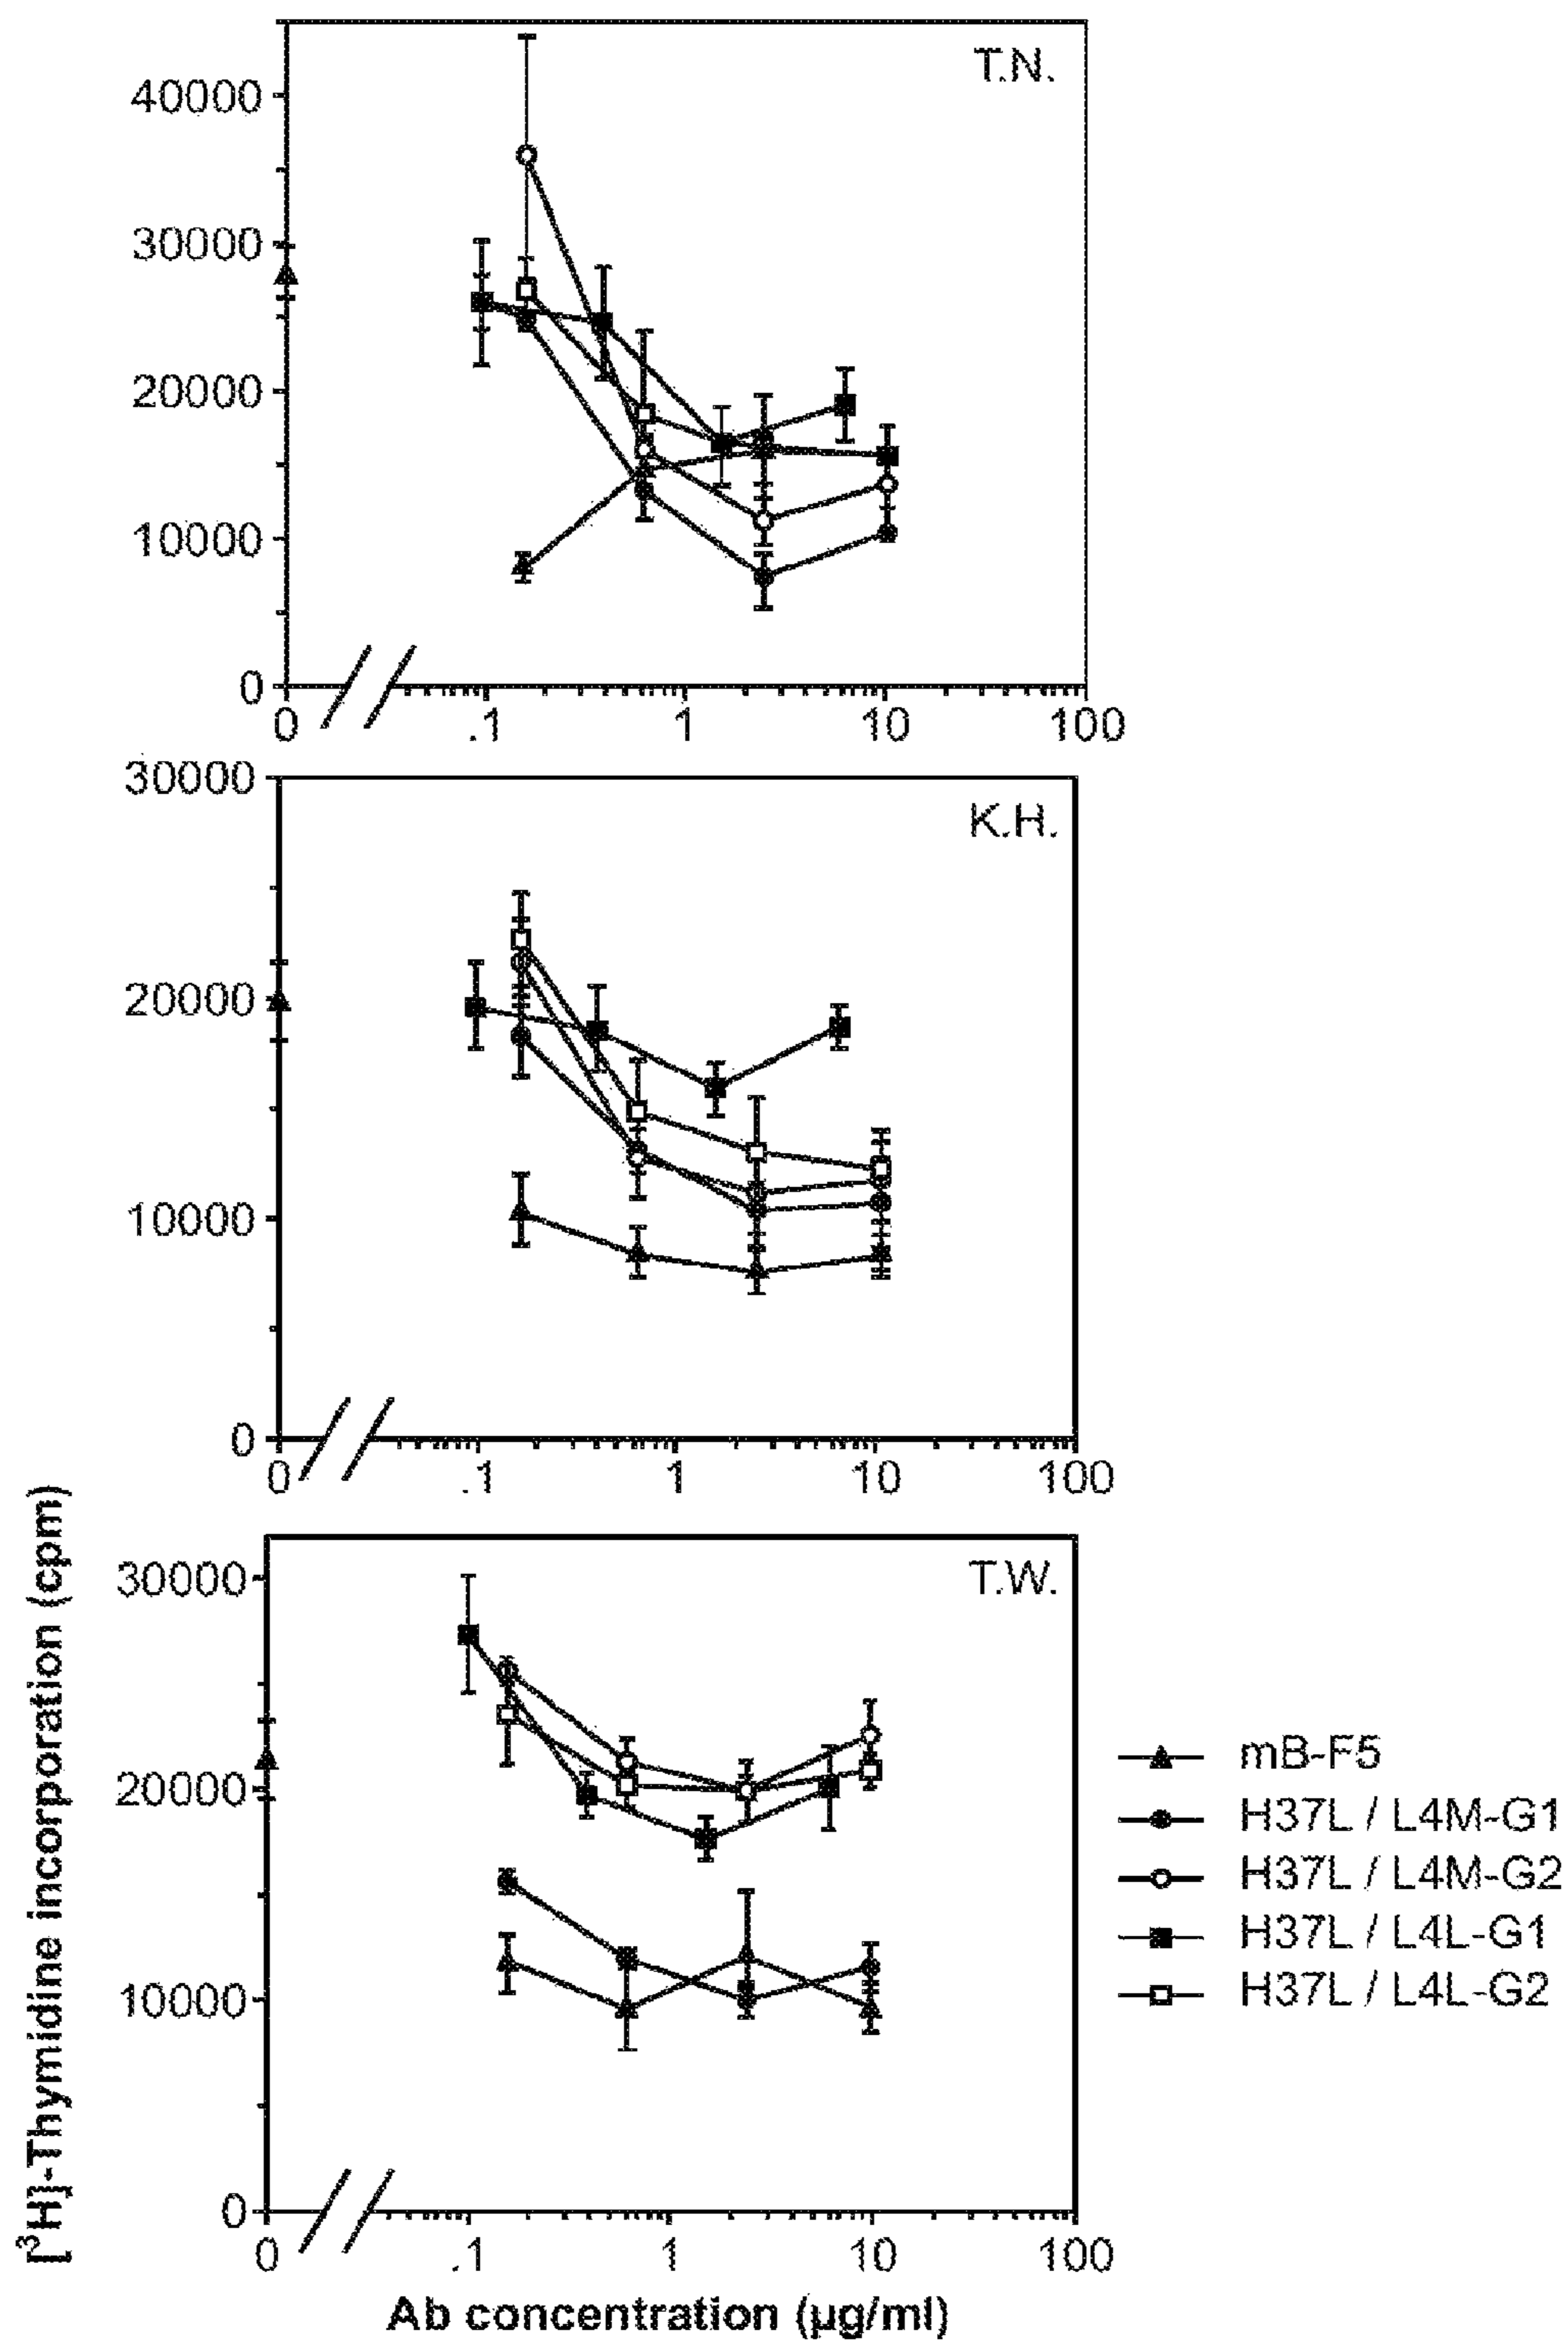 T.N.
40000
30000
20000
10000
0
0 .1 1 10 100
30000
K.H.
20000
10000
0
0 .1 1 10 100
[³H]-Thymidine incorporation (cpm)
30000
T.W.
20000
10000
0
0 .1 1 10 100
Ab concentration (µg/ml)
mB-F5
H37L / L4M-G1
H37L / L4M-G2
H37L / L4L-G1
H37L / L4L-G2